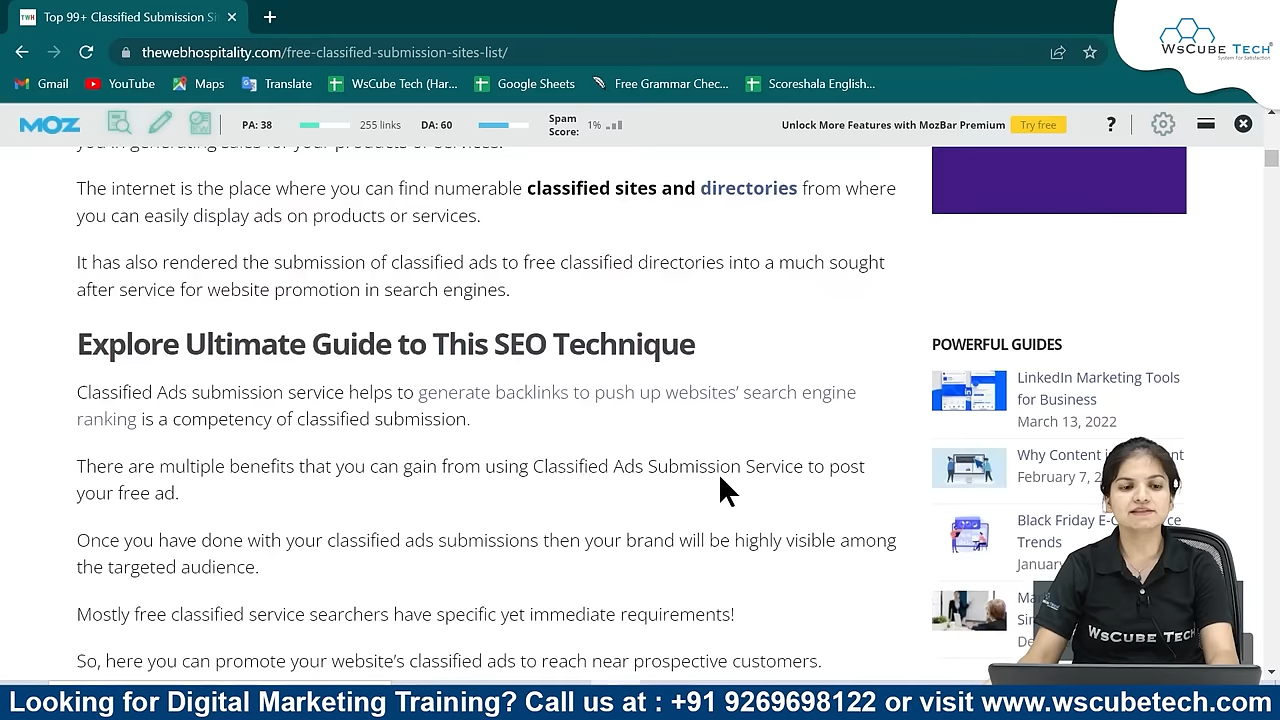 Top 99+ Classified Submission Si
WsCube Tech
System For Satisfaction
thewebhospitality.com/free-classified-submission-sites-list/
Gmail
YouTube
Maps
Translate
WsCube Tech (Har...
Google Sheets
Free Grammar Chec...
Scoreshala English...
MOZ
PA: 38
255 links
DA: 60
Spam
Score:
1%
Unlock More Features with MozBar Premium
Try free
?
The internet is the place where you can find numerable classified sites and directories from where
you can easily display ads on products or services.
It has also rendered the submission of classified ads to free classified directories into a much sought
after service for website promotion in search engines.
Explore Ultimate Guide to This SEO Technique
Classified Ads submission service helps to generate backlinks to push up websites’ search engine
ranking is a competency of classified submission.
There are multiple benefits that you can gain from using Classified Ads Submission Service to post
your free ad.
Once you have done with your classified ads submissions then your brand will be highly visible among
the targeted audience.
Mostly free classified service searchers have specific yet immediate requirements!
So, here you can promote your website’s classified ads to reach near prospective customers.
POWERFUL GUIDES
LinkedIn Marketing Tools
for Business
March 13, 2022
Why Content
February 7, 2
Black Friday E-C
Trends
January
WsCube Tech
Looking for Digital Marketing Training? Call us at : +91 9269698122 or visit www.wscubetech.com